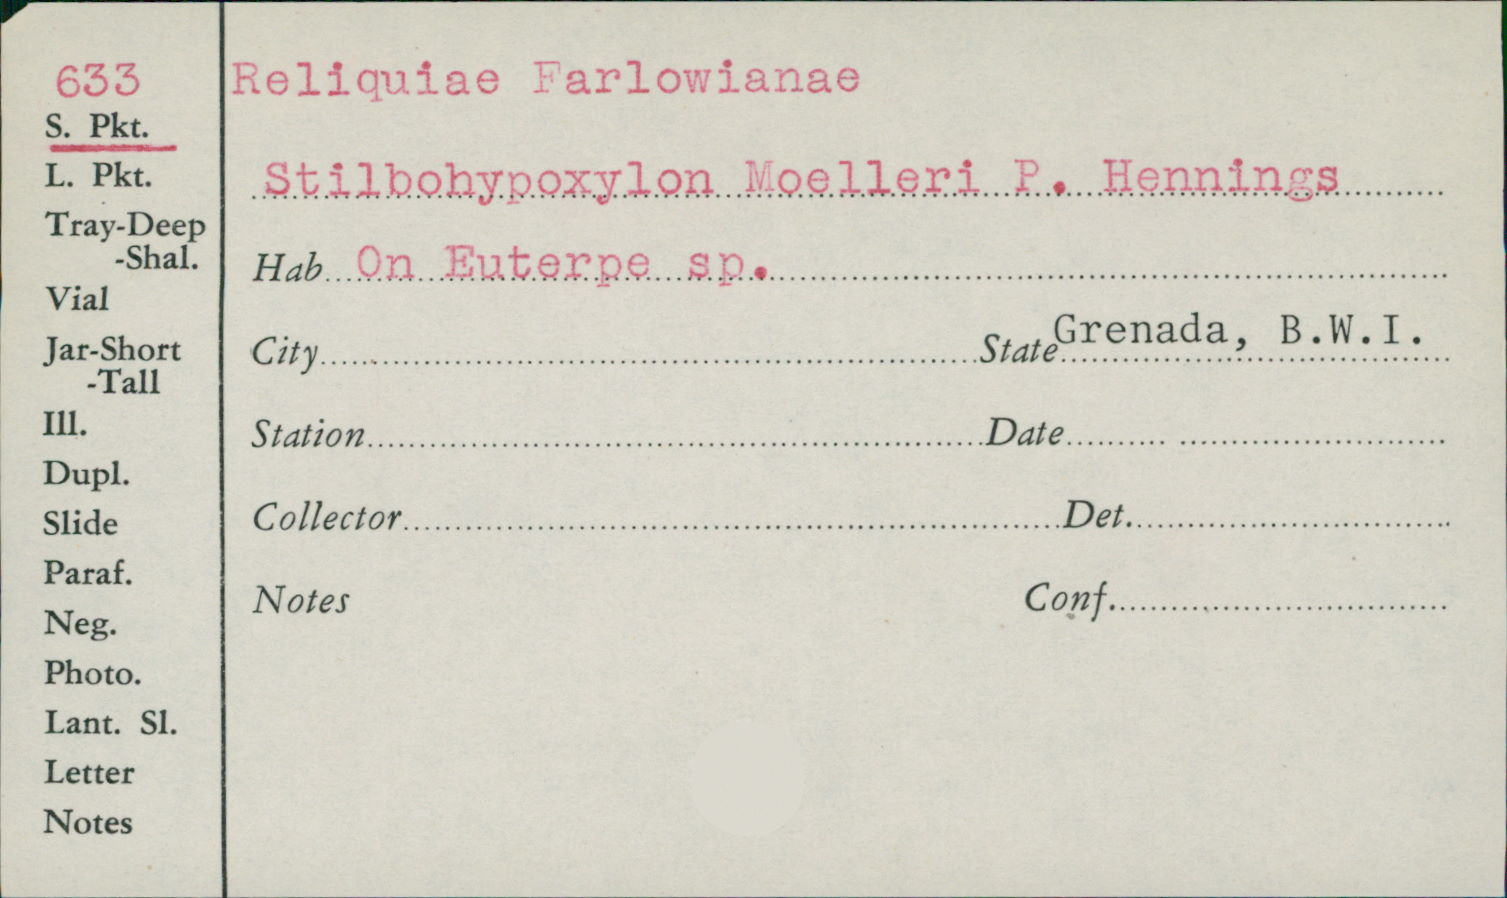 633 Reliquiae Farlowianae
S. Pkt.
L. Pkt. Stilbohypoxylon Moelleri P. Hennings
Tray-Deep
-Shal. Hab On Euterpe sp.
Vial
Jar-Short City State Grenada, B.W.I.
-Tall
Ill. Station Date
Dupl.
Slide Collector Det.
Paraf.
Neg. Notes Conf.
Photo.
Lant. Sl.
Letter
Notes